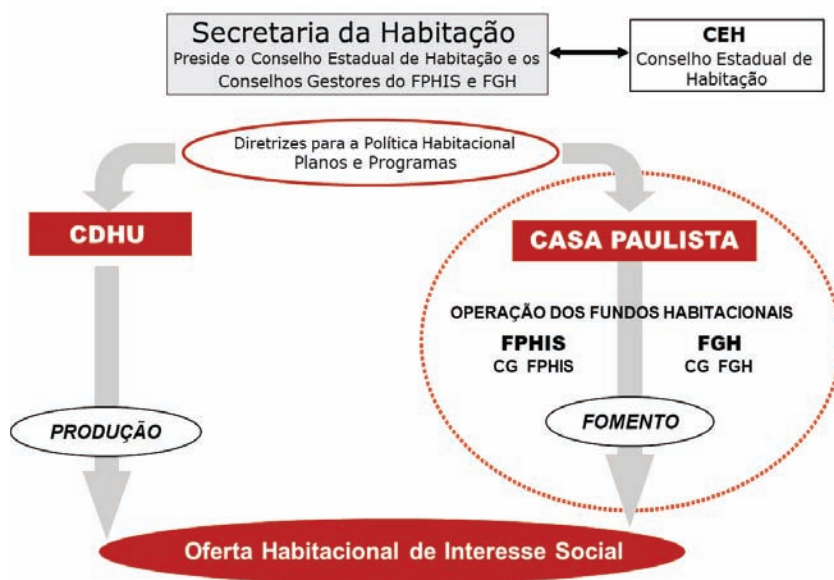 Secretaria da Habitação
Preside o Conselho Estadual de Habitação e os
Conselhos Gestores do FPHIS e FGH
CEH
Conselho Estadual de
Habitação
Diretrizes para a Política Habitacional
Planos e Programas
CDHU
CASA PAULISTA
OPERAÇÃO DOS FUNDOS HABITACIONAIS
FPHIS
CG FPHIS
FGH
CG FGH
PRODUÇÃO
FOMENTO
Oferta Habitacional de Interesse Social